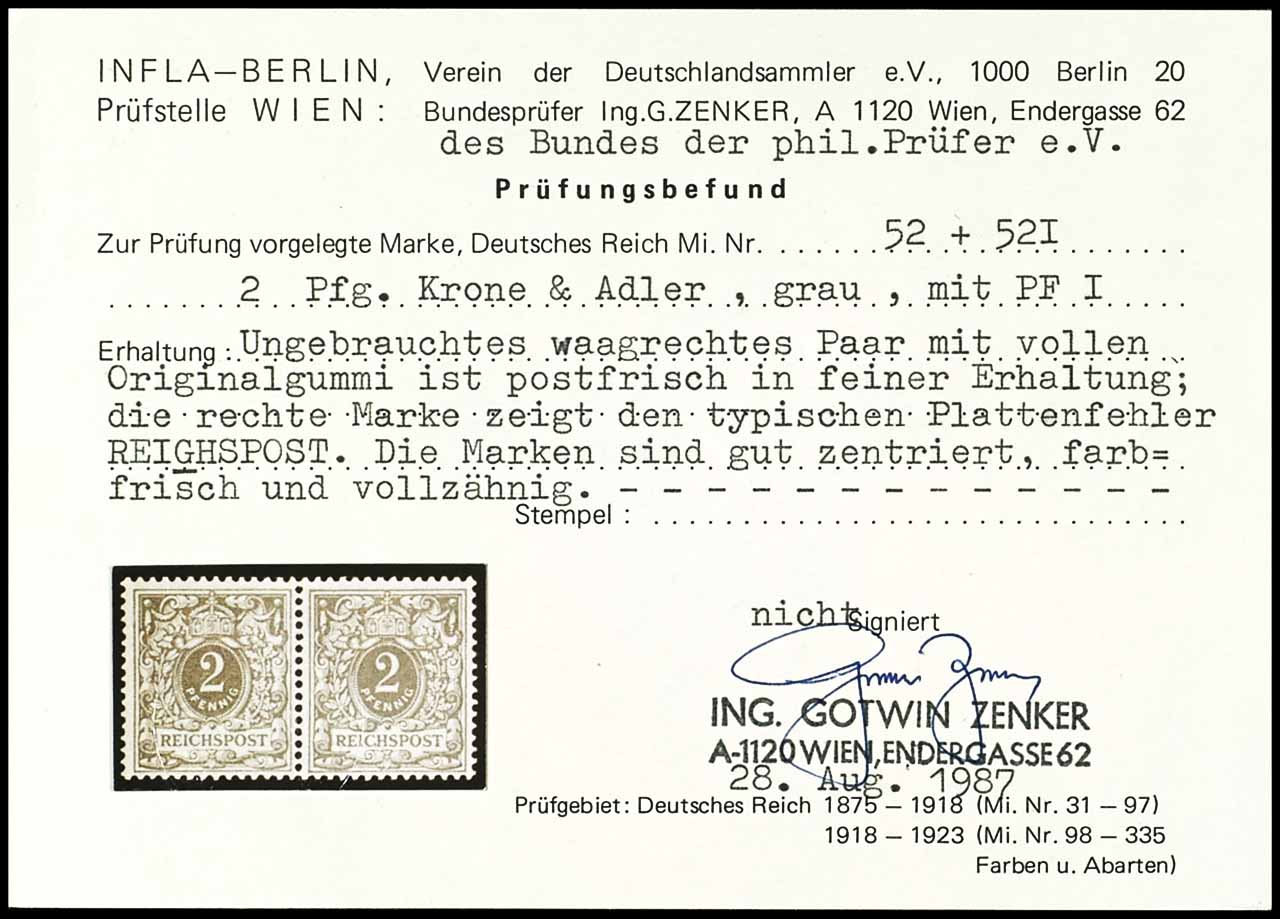 INFLA–BERLIN, Verein der Deutschlandsammler e.V., 1000 Berlin 20
Prüfstelle WIEN: Bundesprüfer Ing.G.ZENKER, A 1120 Wien, Endergasse 62
des Bundes der phil.Prüfer e.V.
Prüfungsbefund
Zur Prüfung vorgelegte Marke, Deutsches Reich Mi. Nr. 52 + 52I
2 Pfg. Krone & Adler , grau , mit PF I
Erhaltung: Ungebrauchtes waagrechtes Paar mit vollen
Originalgummi ist postfrisch in feiner Erhaltung;
die rechte Marke zeigt den typischen Plattenfehler
REIGHSPOST. Die Marken sind gut zentriert, farb=
frisch und vollzähnig. – – – – – – – – – – – – –
Stempel :
2 PFENNIG REICHSPOST
2 PFENNIG REICHSPOST
nicht Signiert
ING. GOTWIN ZENKER
A-1120 WIEN, ENDERGASSE 62
28. Aug. 1987
Prüfgebiet: Deutsches Reich 1875 – 1918 (Mi. Nr. 31 – 97)
1918 – 1923 (Mi. Nr. 98 – 335
Farben u. Abarten)